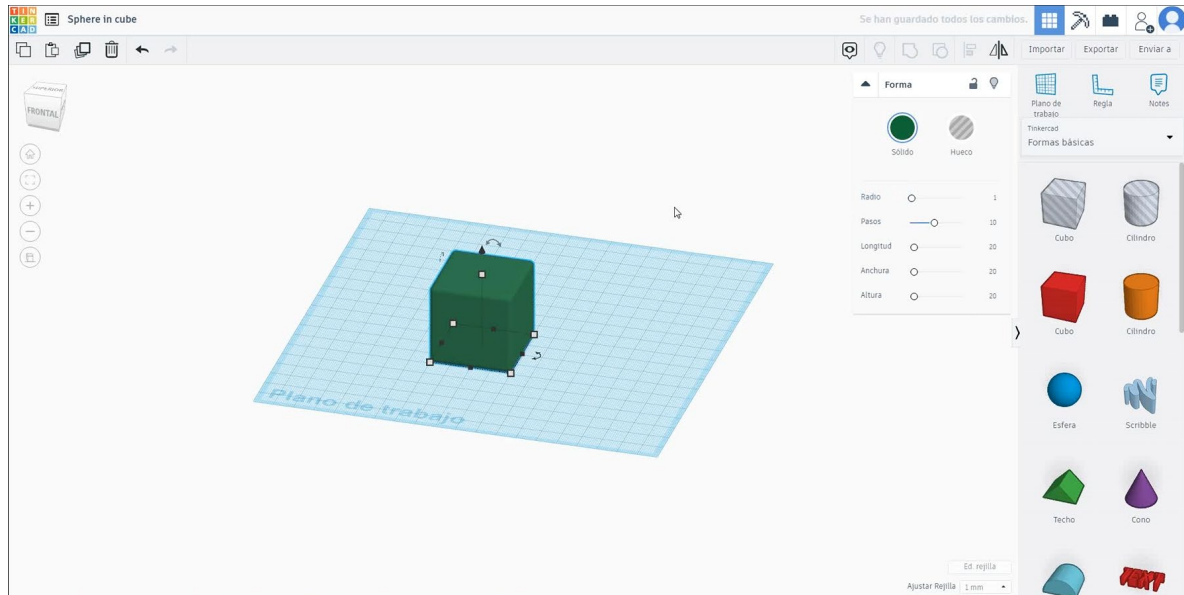 TIN
KER
CAD
Sphere in cube
Se han guardado todos los cambios.
Importar
Exportar
Enviar a
FRONTAL
Forma
Sólido
Hueco
Radio
1
Pasos
10
Longitud
20
Anchura
20
Altura
20
Plano de
trabajo
Regla
Notes
Tinkercad
Formas básicas
Cubo
Cilindro
Cubo
Cilindro
Esfera
Scribble
Techo
Cono
TEXT
Plano de trabajo
Ed. rejilla
Ajustar Rejilla
1 mm